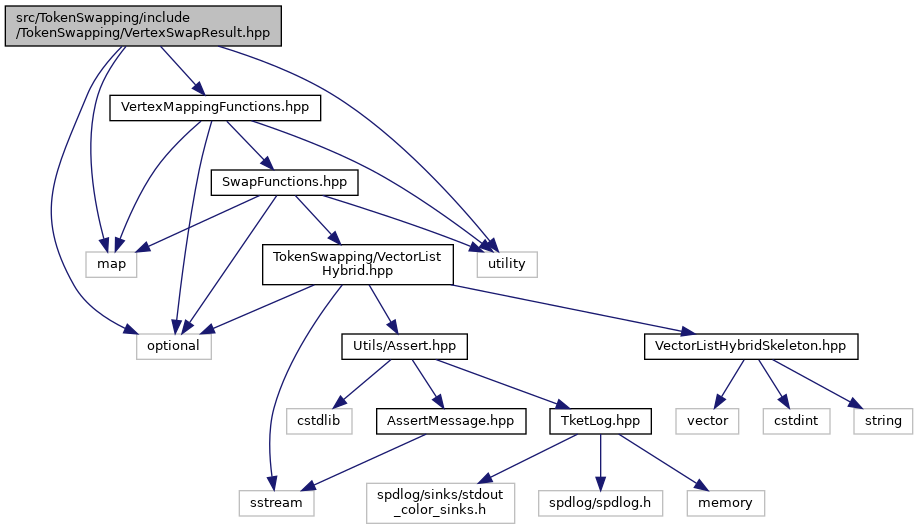 src/TokenSwapping/include
/TokenSwapping/VertexSwapResult.hpp
VertexMappingFunctions.hpp
SwapFunctions.hpp
map
TokenSwapping/VectorList
Hybrid.hpp
utility
optional
Utils/Assert.hpp
VectorListHybridSkeleton.hpp
cstdlib
AssertMessage.hpp
TketLog.hpp
vector
cstdint
string
sstream
spdlog/sinks/stdout
_color_sinks.h
spdlog/spdlog.h
memory